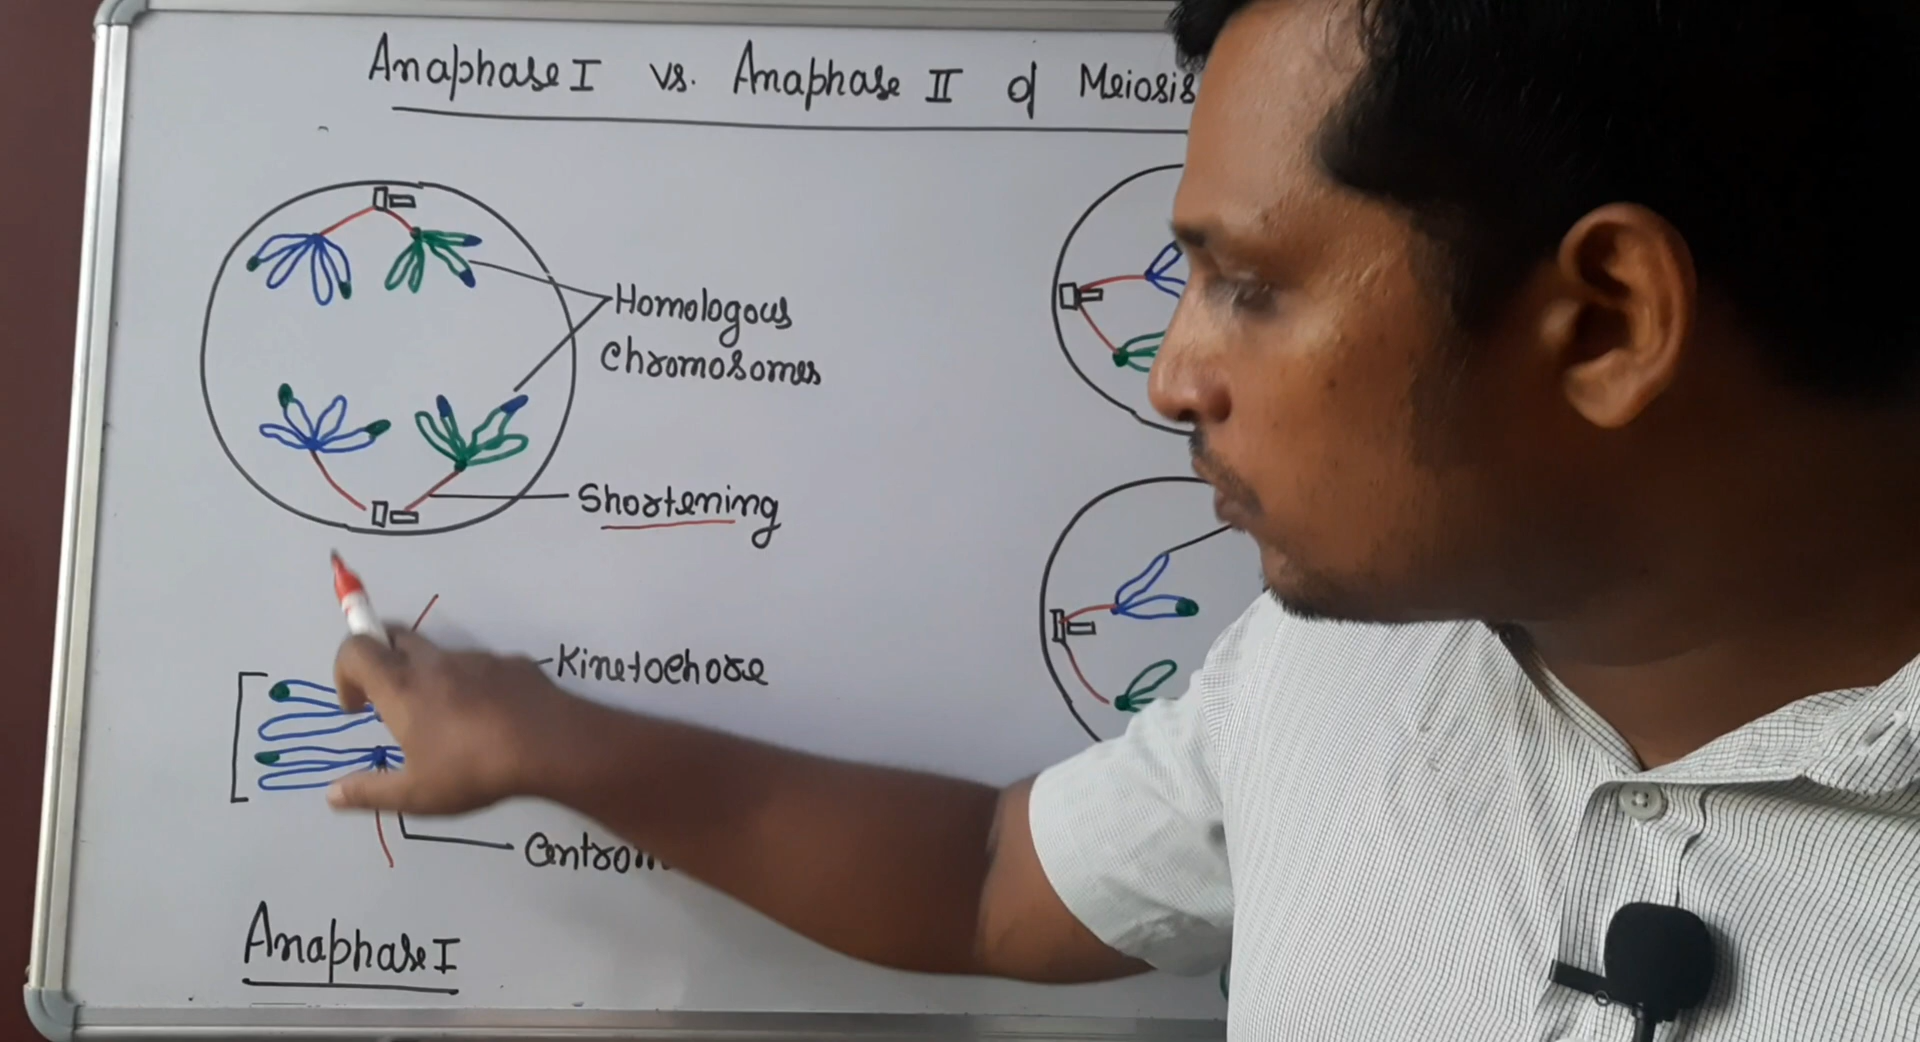 Anaphase I vs. Anaphase II of Meiosis
Homologous
Chromosomes
Shortening
Kinetochore
Anaphase I